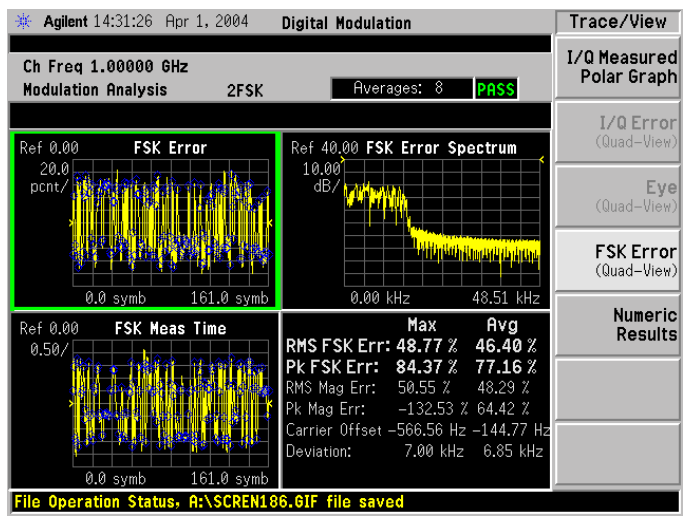 Agilent 14:31:26 Apr 1, 2004 Digital Modulation Trace/View
Ch Freq 1.00000 GHz
Modulation Analysis 2FSK Averages: 8 PASS
I/Q Measured
Polar Graph
I/Q Error
(Quad-View)
Eye
(Quad-View)
FSK Error
(Quad-View)
Numeric
Results
Ref 0.00 FSK Error
20.0
pcnt/
0.0 symb 161.0 symb
Ref 40.00 FSK Error Spectrum
10.00
dB/
0.00 kHz 48.51 kHz
Ref 0.00 FSK Meas Time
0.50/
0.0 symb 161.0 symb
Max Avg
RMS FSK Err: 48.77 % 46.40 %
Pk FSK Err: 84.37 % 77.16 %
RMS Mag Err: 50.55 % 48.29 %
Pk Mag Err: -132.53 % 64.42 %
Carrier Offset -566.56 Hz -144.77 Hz
Deviation: 7.00 kHz 6.85 kHz
File Operation Status, A:\SCREN186.GIF file saved